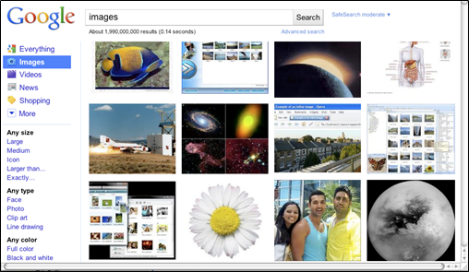 Google
images
Search
SafeSearch moderate ▼
About 1,990,000,000 results (0.14 seconds)
Advanced search
Everything
Images
Videos
News
Shopping
More
Any size
Large
Medium
Icon
Larger than...
Exactly...
Any type
Face
Photo
Clip art
Line drawing
Any color
Full color
Black and white